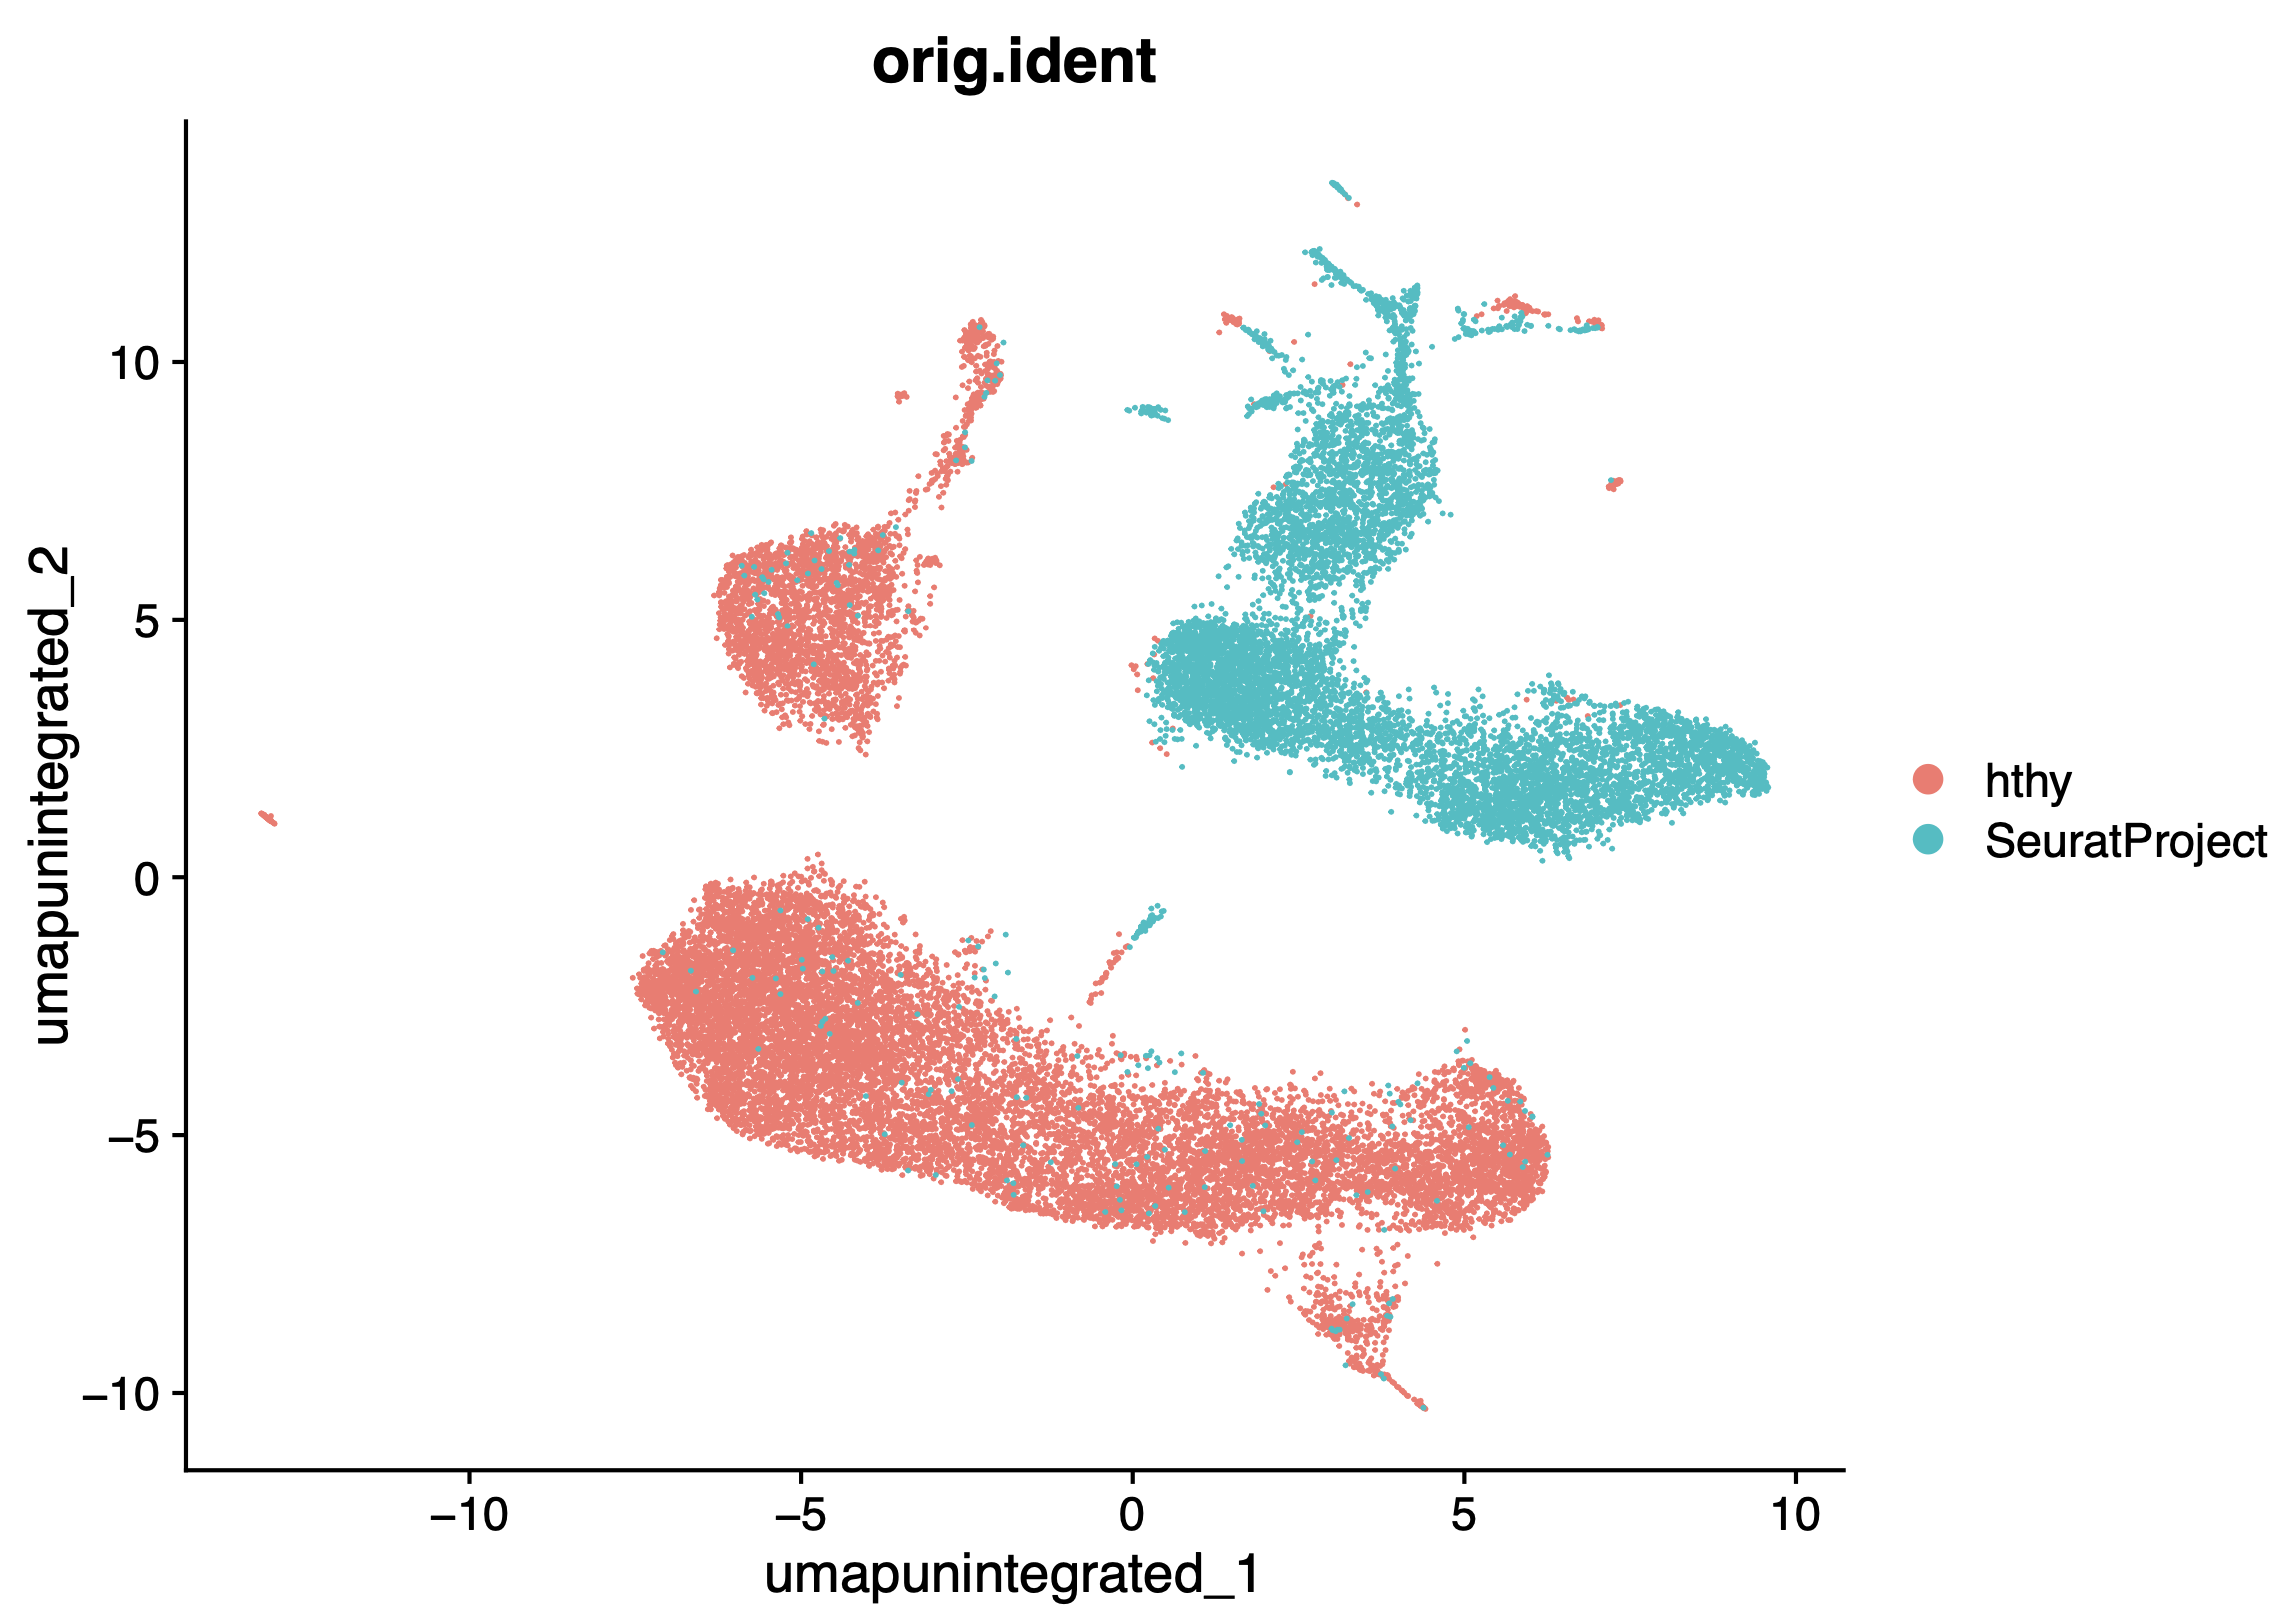 orig.ident
umapunintegrated_2
10
5
0
−5
−10
−10
−5
0
5
10
umapunintegrated_1
hthy
SeuratProject